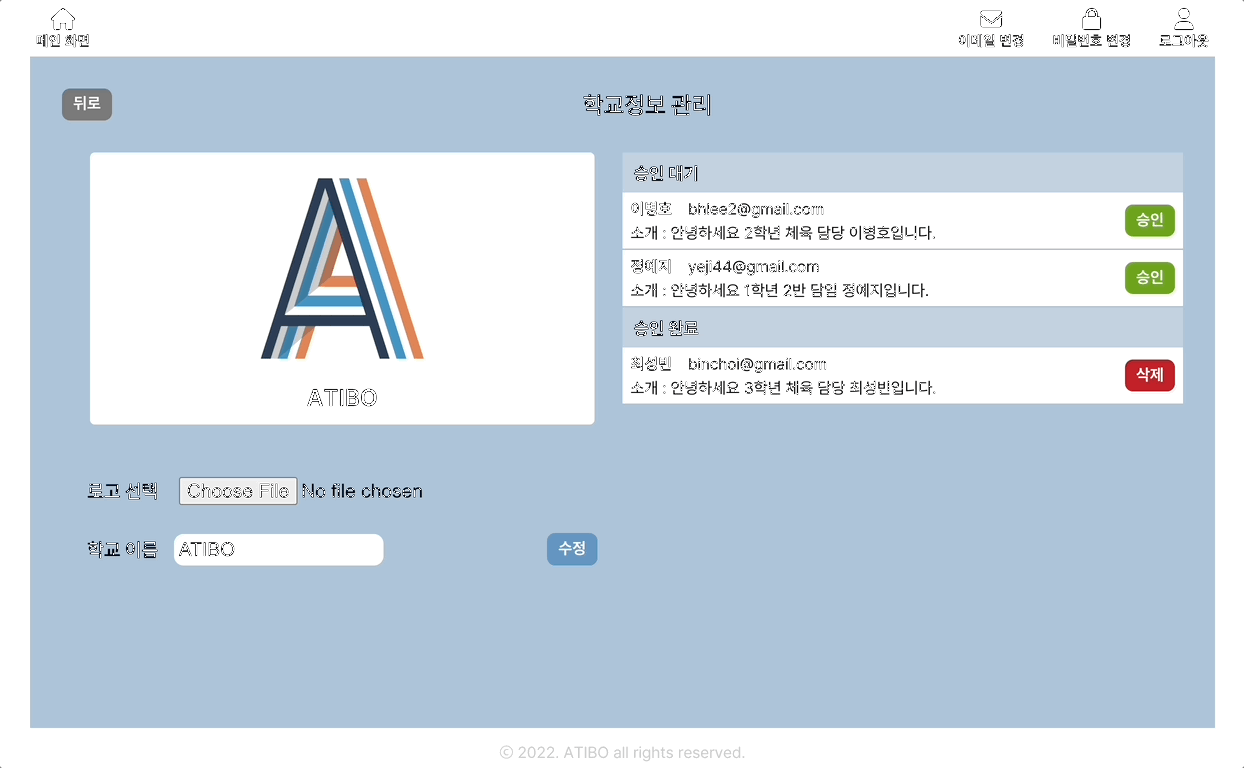 메인 화면
이메일 변경
비밀번호 변경
로그아웃
뒤로
학교정보 관리
ATIBO
로고 선택 Choose File No file chosen
학교 이름 ATIBO
수정
승인 대기
이병호 bhlee2@gmail.com
소개 : 안녕하세요 2학년 체육 담당 이병호입니다.
승인
정예지 yeji44@gmail.com
소개 : 안녕하세요 1학년 2반 담임 정예지입니다.
승인
승인 완료
최성빈 binchoi@gmail.com
소개 : 안녕하세요 3학년 체육 담당 최성빈입니다.
삭제
© 2022. ATIBO all rights reserved.